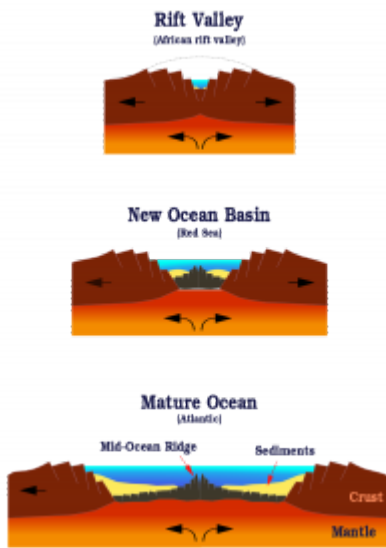 Rift Valley
(African rift valley)
New Ocean Basin
(Red Sea)
Mature Ocean
(Atlantic)
Mid-Ocean Ridge
Sediments
Crust
Mantle